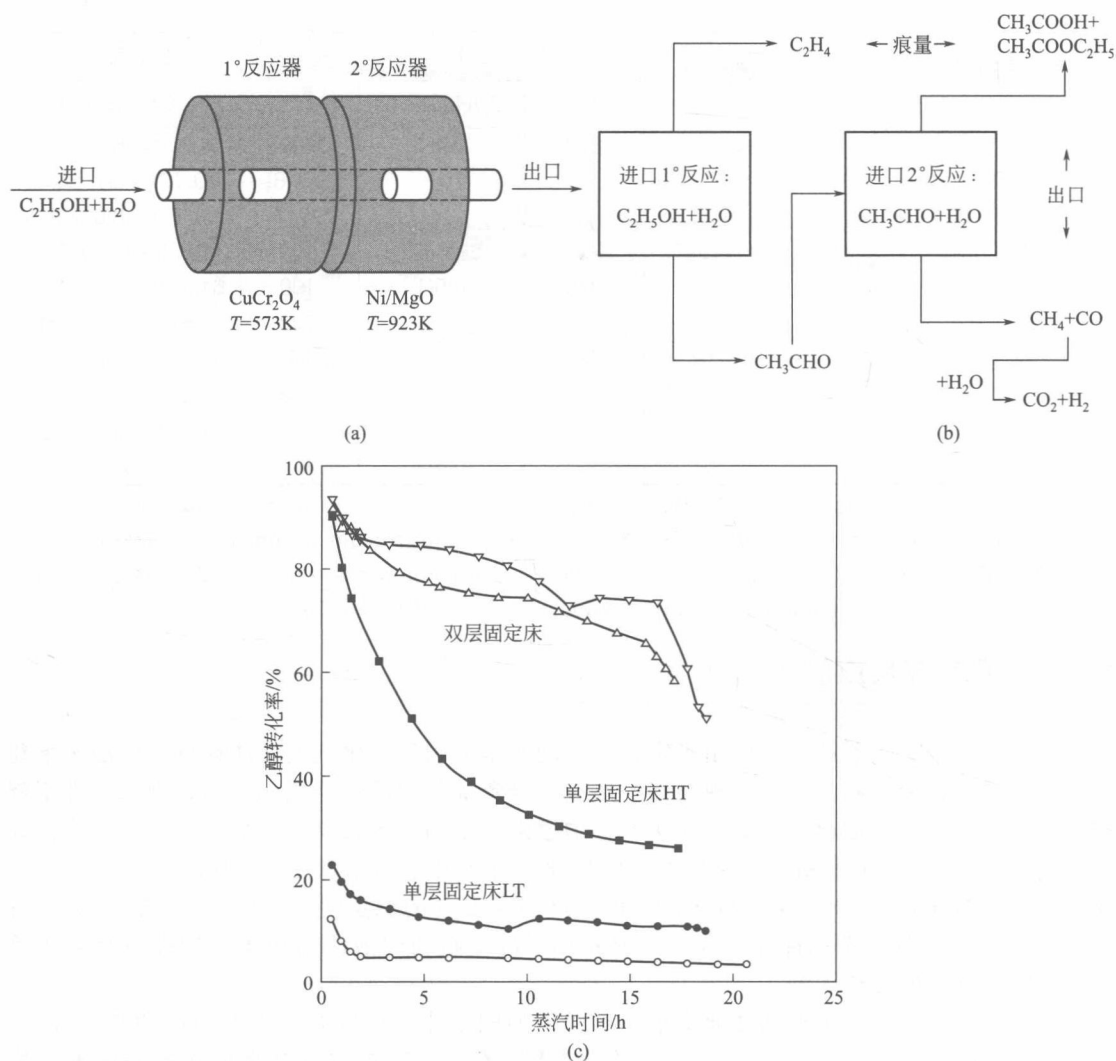 1°反应器
2°反应器
进口
C₂H₅OH+H₂O
出口
CuCr₂O₄
T=573K
Ni/MgO
T=923K
(a)
C₂H₄
痕量
CH₃COOH+
CH₃COOC₂H₅
进口1°反应:
C₂H₅OH+H₂O
进口2°反应:
CH₃CHO+H₂O
出口
CH₃CHO
CH₄+CO
+H₂O
CO₂+H₂
(b)
100
80
60
40
20
0
乙醇转化率/%
双层固定床
单层固定床HT
单层固定床LT
0 5 10 15 20 25
蒸汽时间/h
(c)